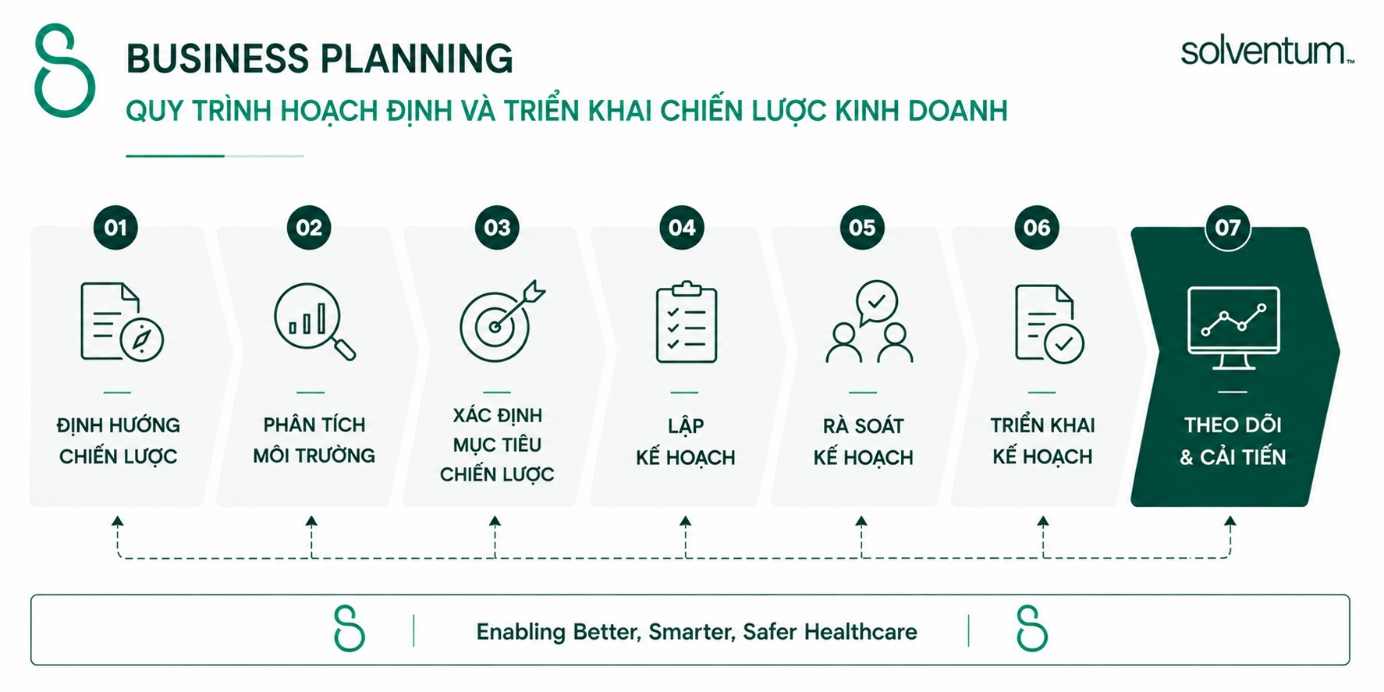 BUSINESS PLANNING
solventum™
QUY TRÌNH HOẠCH ĐỊNH VÀ TRIỂN KHAI CHIẾN LƯỢC KINH DOANH
01
ĐỊNH HƯỚNG
CHIẾN LƯỢC
02
PHÂN TÍCH
MÔI TRƯỜNG
03
XÁC ĐỊNH
MỤC TIÊU
CHIẾN LƯỢC
04
LẬP
KẾ HOẠCH
05
RÀ SOÁT
KẾ HOẠCH
06
TRIỂN KHAI
KẾ HOẠCH
07
THEO DÕI
& CẢI TIẾN
Enabling Better, Smarter, Safer Healthcare